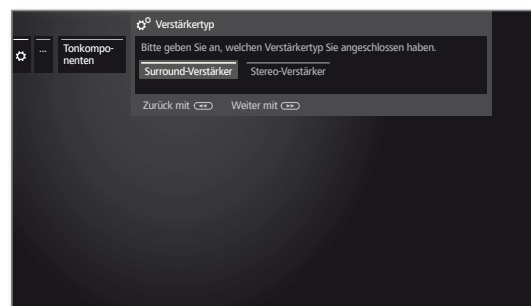 Verstärkertyp
...
Tonkompo-
nenten
Bitte geben Sie an, welchen Verstärkertyp Sie angeschlossen haben.
Surround-Verstärker Stereo-Verstärker
Zurück mit Weiter mit